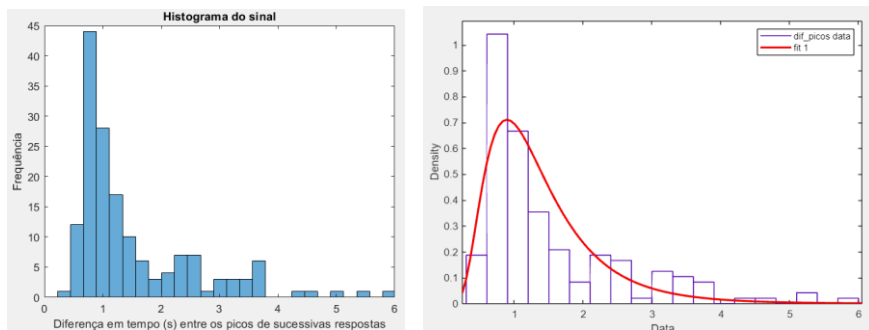 Histograma do sinal
45
40
35
30
25
20
15
10
5
0
Frequência
0 1 2 3 4 5 6
Diferença em tempo (s) entre os picos de sucessivas respostas
dif_picos data
fit 1
1
0.9
0.8
0.7
0.6
0.5
0.4
0.3
0.2
0.1
0
Density
1 2 3 4 5 6
Data